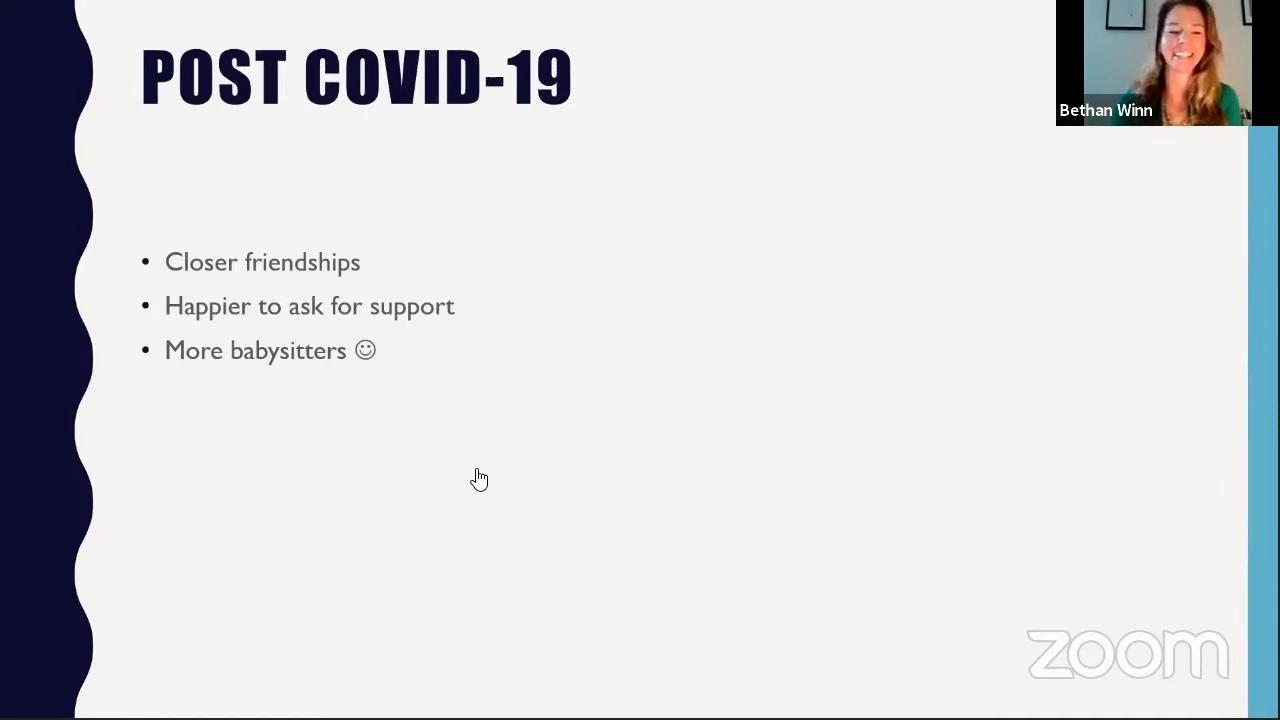 POST COVID-19
Bethan Winn
• Closer friendships
• Happier to ask for support
• More babysitters ☺
zoom